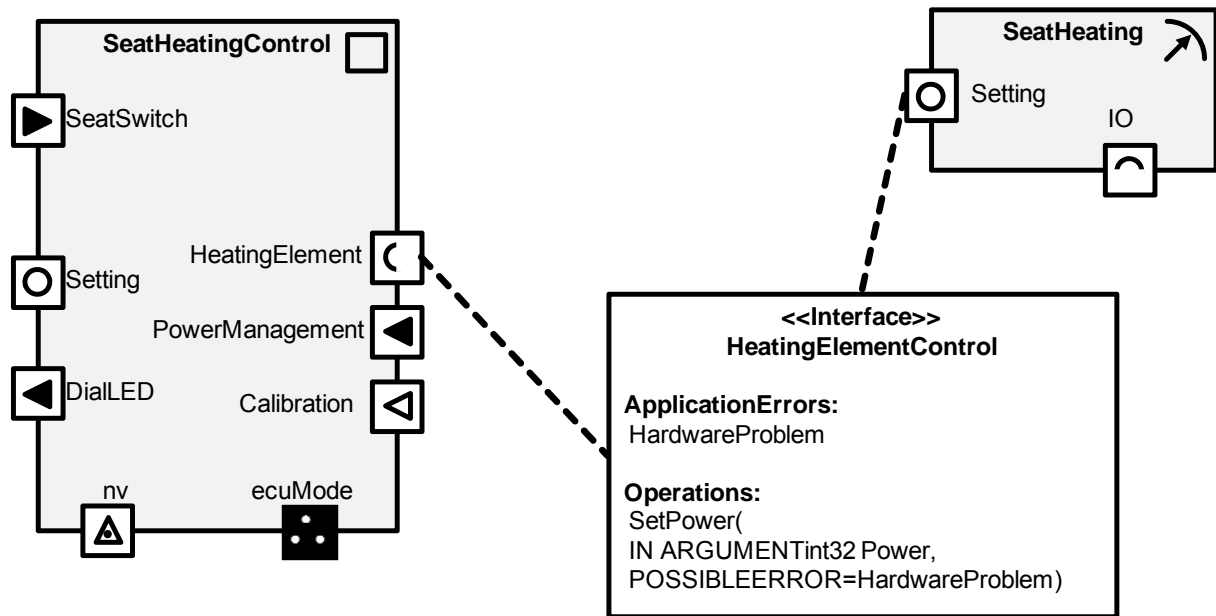 SeatHeatingControl
SeatSwitch
HeatingElement
Setting
PowerManagement
DialLED
Calibration
nv
ecuMode
SeatHeating
Setting
IO
<<Interface>>
HeatingElementControl
ApplicationErrors:
HardwareProblem
Operations:
SetPower(
IN ARGUMENTint32 Power,
POSSIBLEERROR=HardwareProblem)